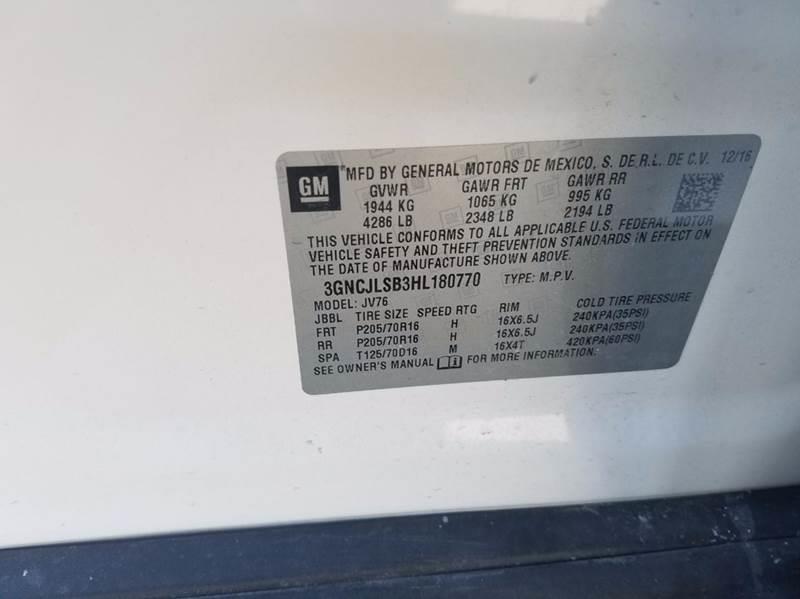 GM
*MFD BY GENERAL MOTORS DE MEXICO, S. DE R.L. DE C.V. 12/16
GVWR GAWR FRT GAWR RR
1944 KG 1065 KG 995 KG
4286 LB 2348 LB 2194 LB
THIS VEHICLE CONFORMS TO ALL APPLICABLE U.S. FEDERAL MOTOR
VEHICLE SAFETY AND THEFT PREVENTION STANDARDS IN EFFECT ON
THE DATE OF MANUFACTURE SHOWN ABOVE.
3GNCJLSB3HL180770 TYPE: M.P.V.
MODEL: JV76
JBBL TIRE SIZE SPEED RTG RIM COLD TIRE PRESSURE
FRT P205/70R16 H 16X6.5J 240KPA(35PSI)
RR P205/70R16 H 16X6.5J 240KPA(35PSI)
SPA T125/70D16 M 16X4T 420KPA(60PSI)
SEE OWNER'S MANUAL FOR MORE INFORMATION.